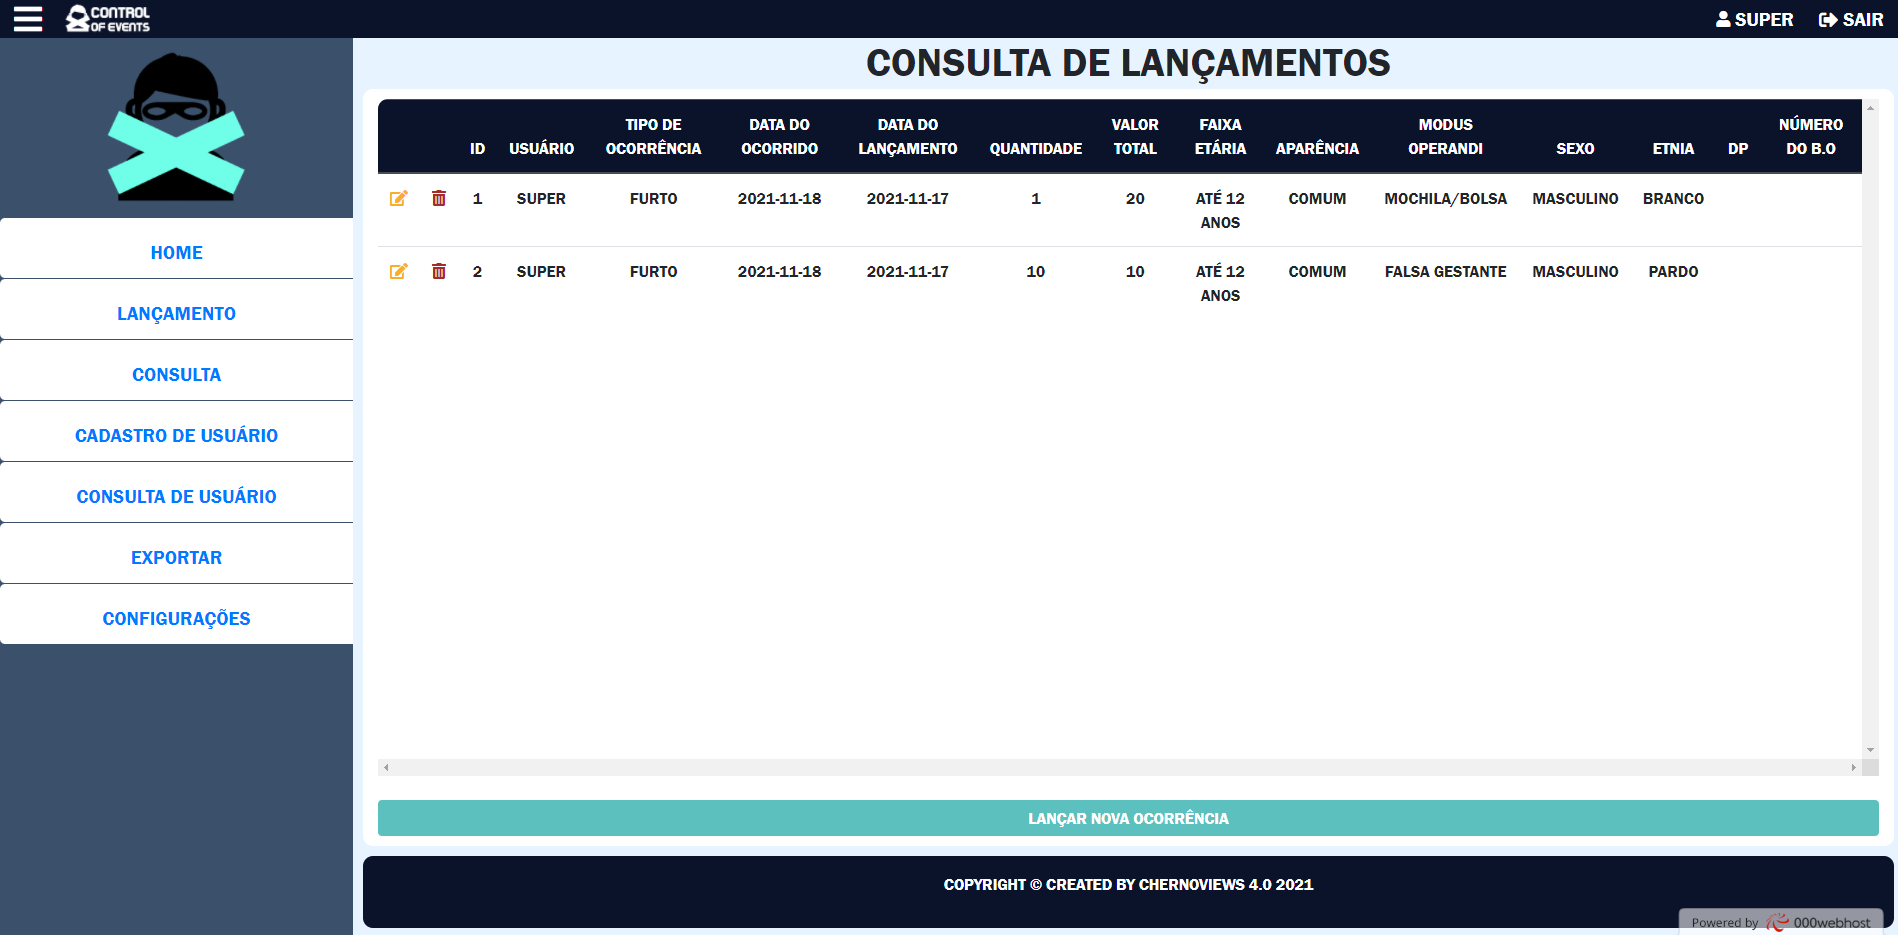 CONTROL
OF EVENTS
SUPER SAIR
CONSULTA DE LANÇAMENTOS
HOME
LANÇAMENTO
CONSULTA
CADASTRO DE USUÁRIO
CONSULTA DE USUÁRIO
EXPORTAR
CONFIGURAÇÕES
TIPO DE DATA DO DATA DO VALOR FAIXA MODUS NÚMERO
ID USUÁRIO OCORRÊNCIA OCORRIDO LANÇAMENTO QUANTIDADE TOTAL ETÁRIA APARÊNCIA OPERANDI SEXO ETNIA DP DO B.O
1 SUPER FURTO 2021-11-18 2021-11-17 1 20 ATÉ 12 COMUM MOCHILA/BOLSA MASCULINO BRANCO
ANOS
2 SUPER FURTO 2021-11-18 2021-11-17 10 10 ATÉ 12 COMUM FALSA GESTANTE MASCULINO PARDO
ANOS
LANÇAR NOVA OCORRÊNCIA
COPYRIGHT © CREATED BY CHERNOVIEWS 4.0 2021
Powered by 000webhost